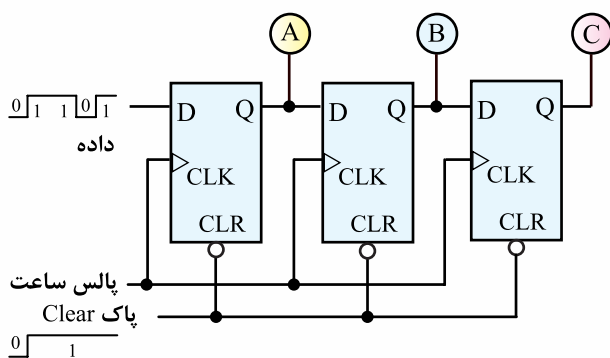 A B C
0 1 1 0 1
داده
D Q D Q D Q
CLK CLK CLK
CLR CLR CLR
پالس ساعت
پاک Clear
0 1